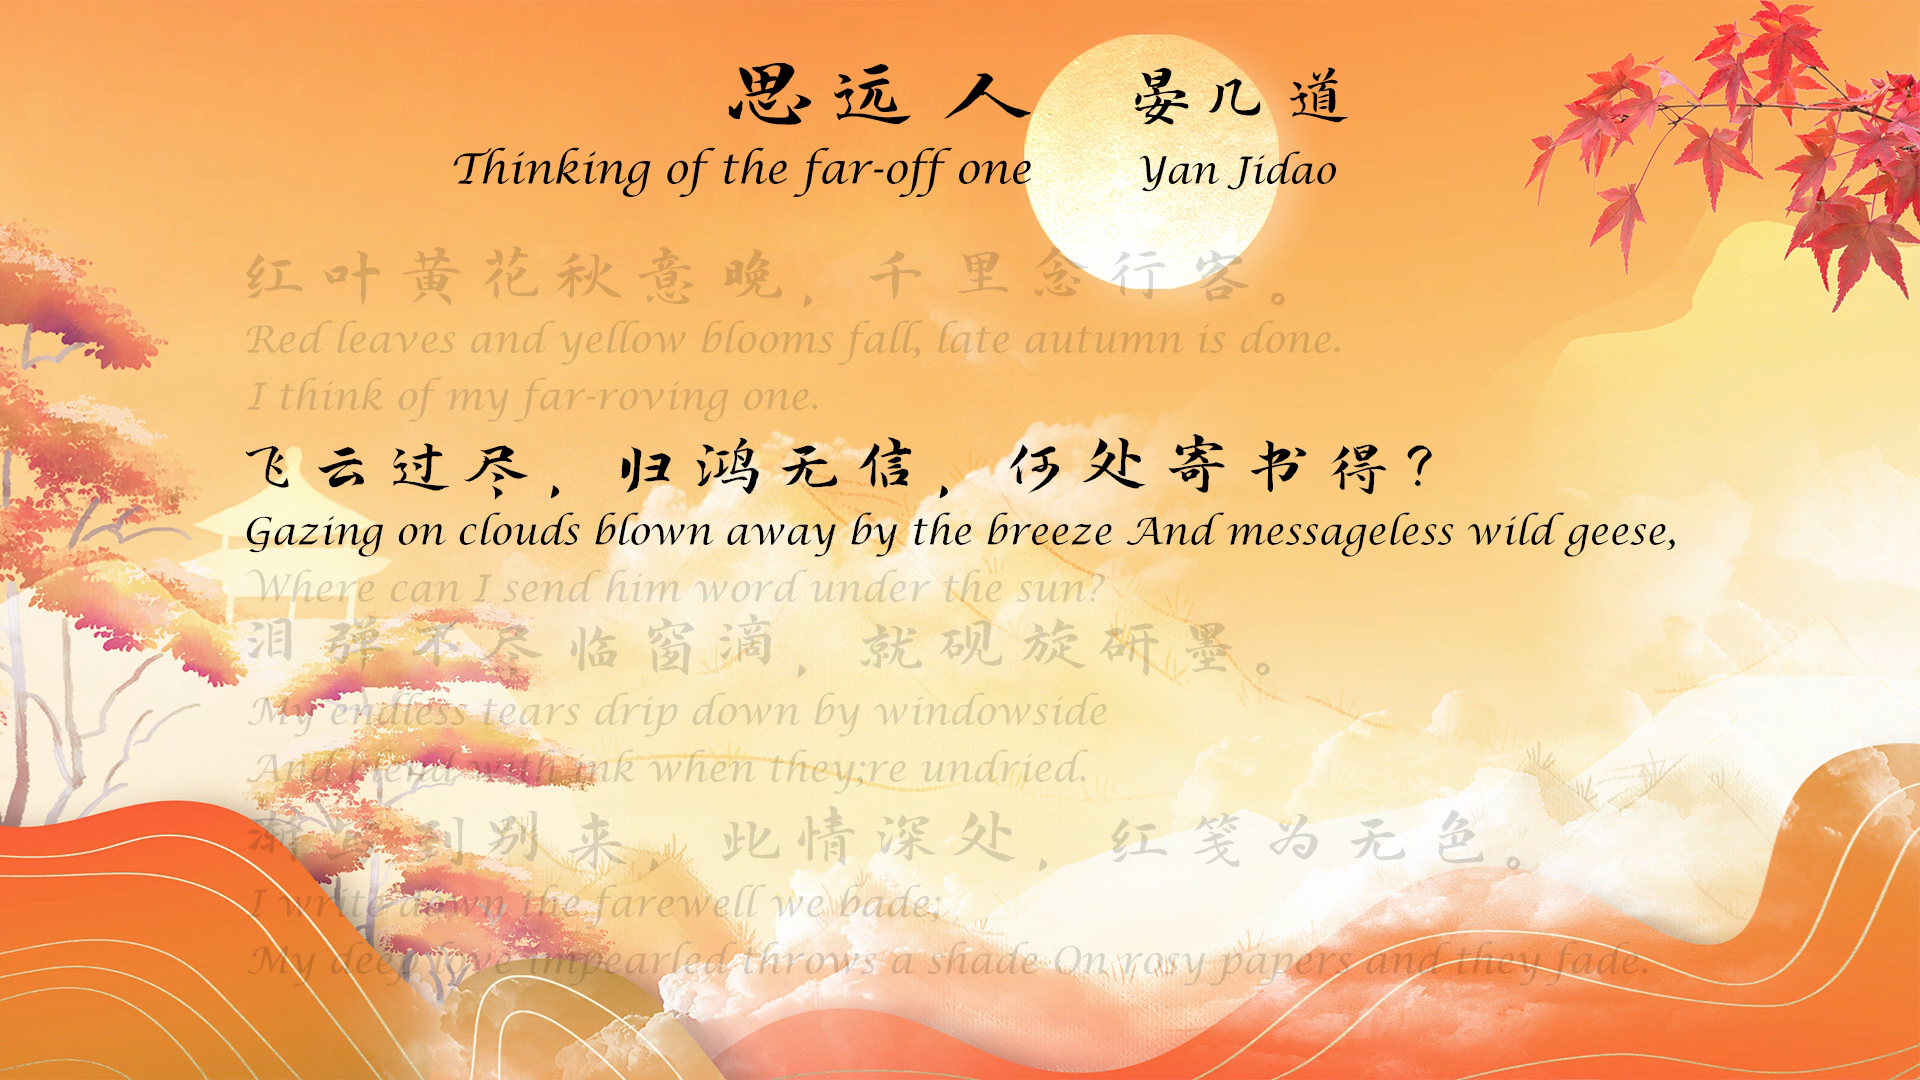 思远人 晏几道
Thinking of the far-off one Yan Jidao
红叶黄花秋意晚，千里念行客。
Red leaves and yellow blooms fall, late autumn is done.
I think of my far-roving one.
飞云过尽，归鸿无信，何处寄书得？
Gazing on clouds blown away by the breeze And messageless wild geese,
Where can I send him word under the sun?
泪弹不尽临窗滴，就砚旋研墨。
My endless tears drip down by windowside
And blend with ink when they;re undried.
渐写到别来，此情深处，红笺为无色。
I write down the farewell we bade;
My deep love impearled throws a shade On rosy papers and they fade.